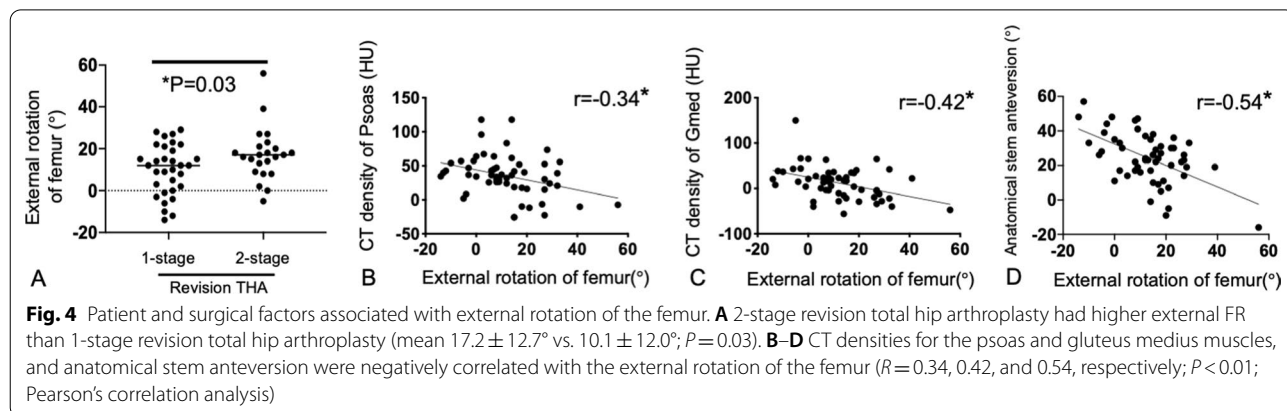 *P=0.03
External rotation
of femur (°)
60
40
20
0
-20
1-stage
2-stage
Revision THA
A
CT density of Psoas (HU)
r=-0.34*
150
100
50
0
-50
-20
0
20
40
60
External rotation of femur(°)
B
CT density of Gmed (HU)
r=-0.42*
200
100
0
-100
-20
0
20
40
60
External rotation of femur(°)
C
Anatomical stem anteversion (°)
r=-0.54*
60
40
20
0
-20
-20
0
20
40
60
External rotation of femur(°)
D
Fig. 4 Patient and surgical factors associated with external rotation of the femur. A 2-stage revision total hip arthroplasty had higher external FR
than 1-stage revision total hip arthroplasty (mean 17.2 ± 12.7° vs. 10.1 ± 12.0°; P = 0.03). B–D CT densities for the psoas and gluteus medius muscles,
and anatomical stem anteversion were negatively correlated with the external rotation of the femur (R = 0.34, 0.42, and 0.54, respectively; P < 0.01;
Pearson's correlation analysis)